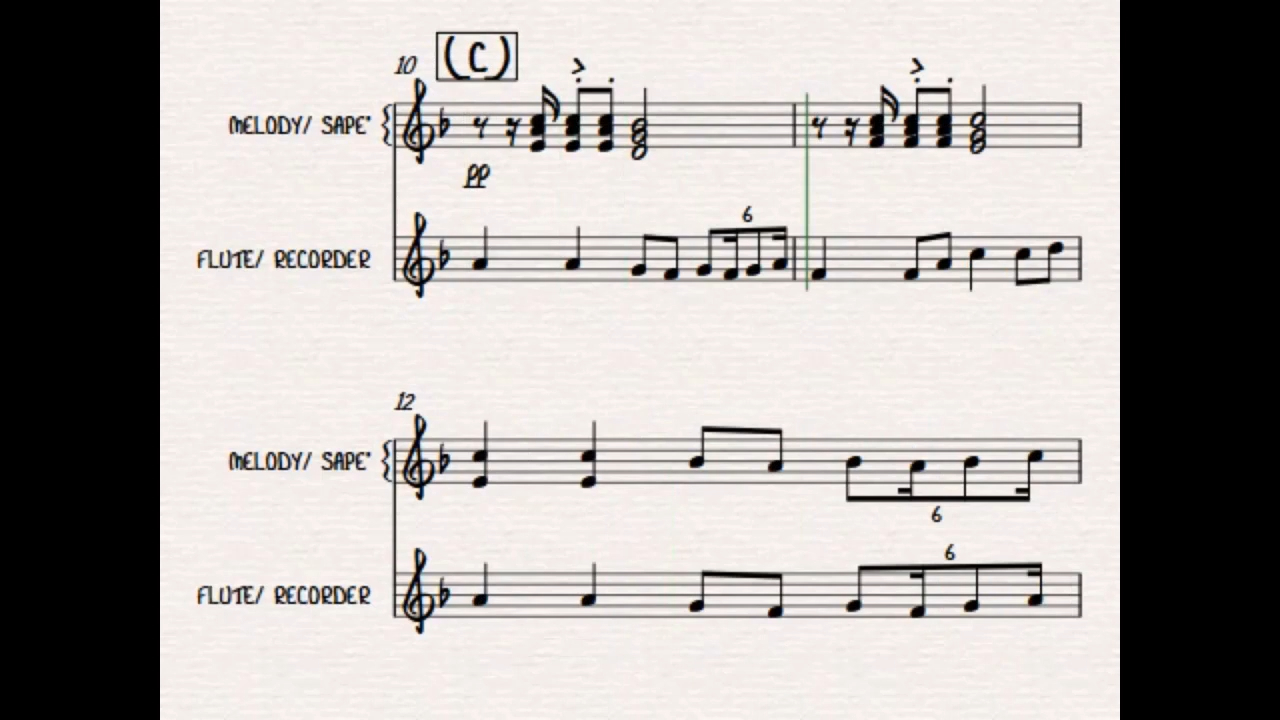 10 (C)
MELODY/ SAPE'
pp
6
FLUTE/ RECORDER
12
MELODY/ SAPE'
6
6
FLUTE/ RECORDER